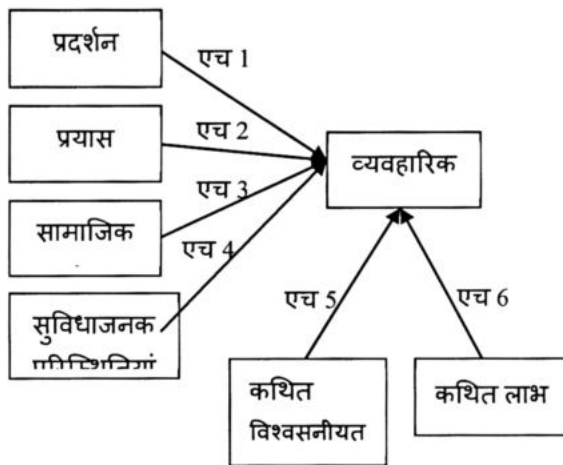 प्रदर्शन
एच 1
प्रयास
एच 2
व्यवहारिक
सामाजिक
एच 3
एच 4
सुविधाजनक
एच 5
एच 6
कथित
विश्वसनीयत
कथित लाभ